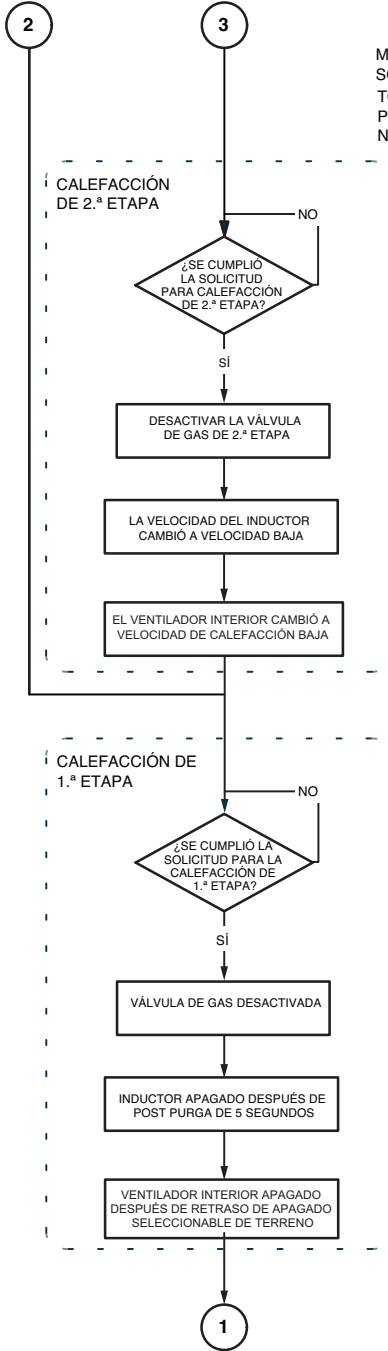 2
3
CALEFACCIÓN
DE 2.ª ETAPA
NO
¿SE CUMPLIÓ
LA SOLICITUD
PARA CALEFACCIÓN
DE 2.ª ETAPA?
SÍ
DESACTIVAR LA VÁLVULA
DE GAS DE 2.ª ETAPA
LA VELOCIDAD DEL INDUCTOR
CAMBIÓ A VELOCIDAD BAJA
EL VENTILADOR INTERIOR CAMBIÓ A
VELOCIDAD DE CALEFACCIÓN BAJA
CALEFACCIÓN DE
1.ª ETAPA
NO
¿SE CUMPLIÓ LA
SOLICITUD PARA LA
CALEFACCIÓN DE
1.ª ETAPA?
SÍ
VÁLVULA DE GAS DESACTIVADA
INDUCTOR APAGADO DESPUÉS DE
POST PURGA DE 5 SEGUNDOS
VENTILADOR INTERIOR APAGADO
DESPUÉS DE RETRASO DE APAGADO
SELECCIONABLE DE TERRENO
1